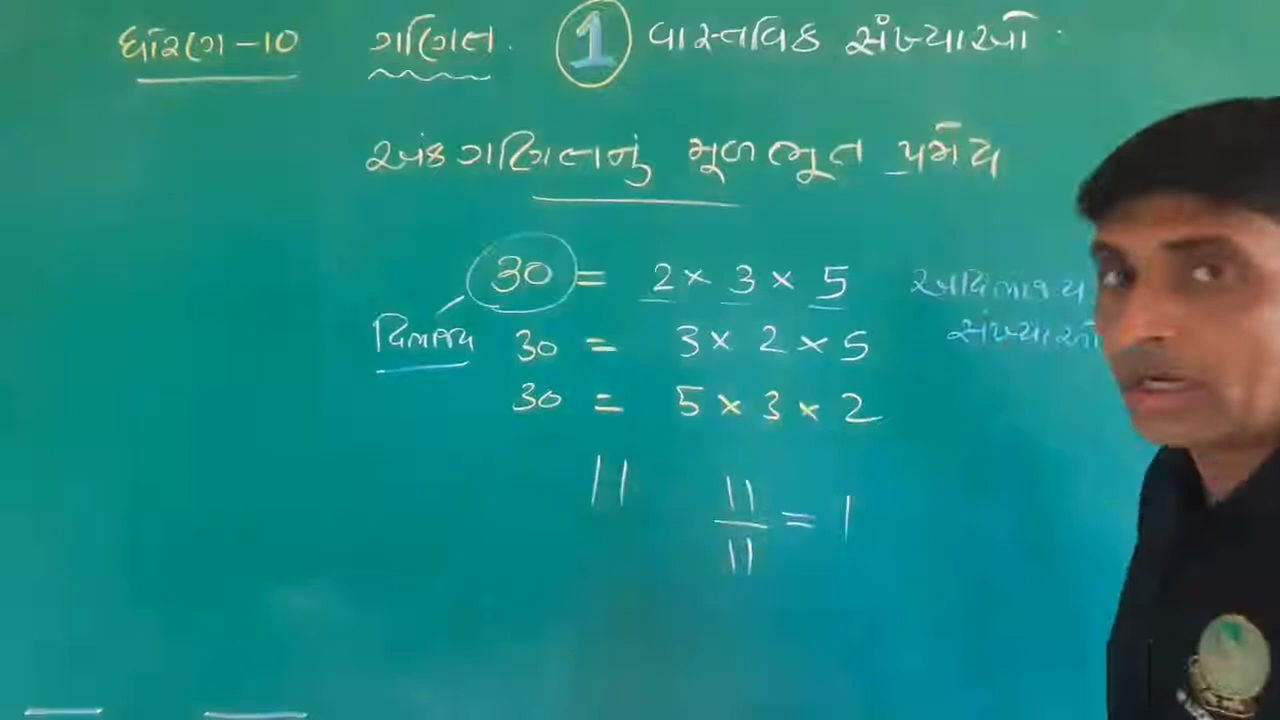 ધોરણ-10 ગણિત. 1 વાસ્તવિક સંખ્યાઓ.
અંકગણિતનું મૂળભૂત પ્રમેય
30 = 2 × 3 × 5 અવિભાજ્ય
વિભાજ્ય 30 = 3 × 2 × 5 સંખ્યાઓ
30 = 5 × 3 × 2
11 11/11 = 1